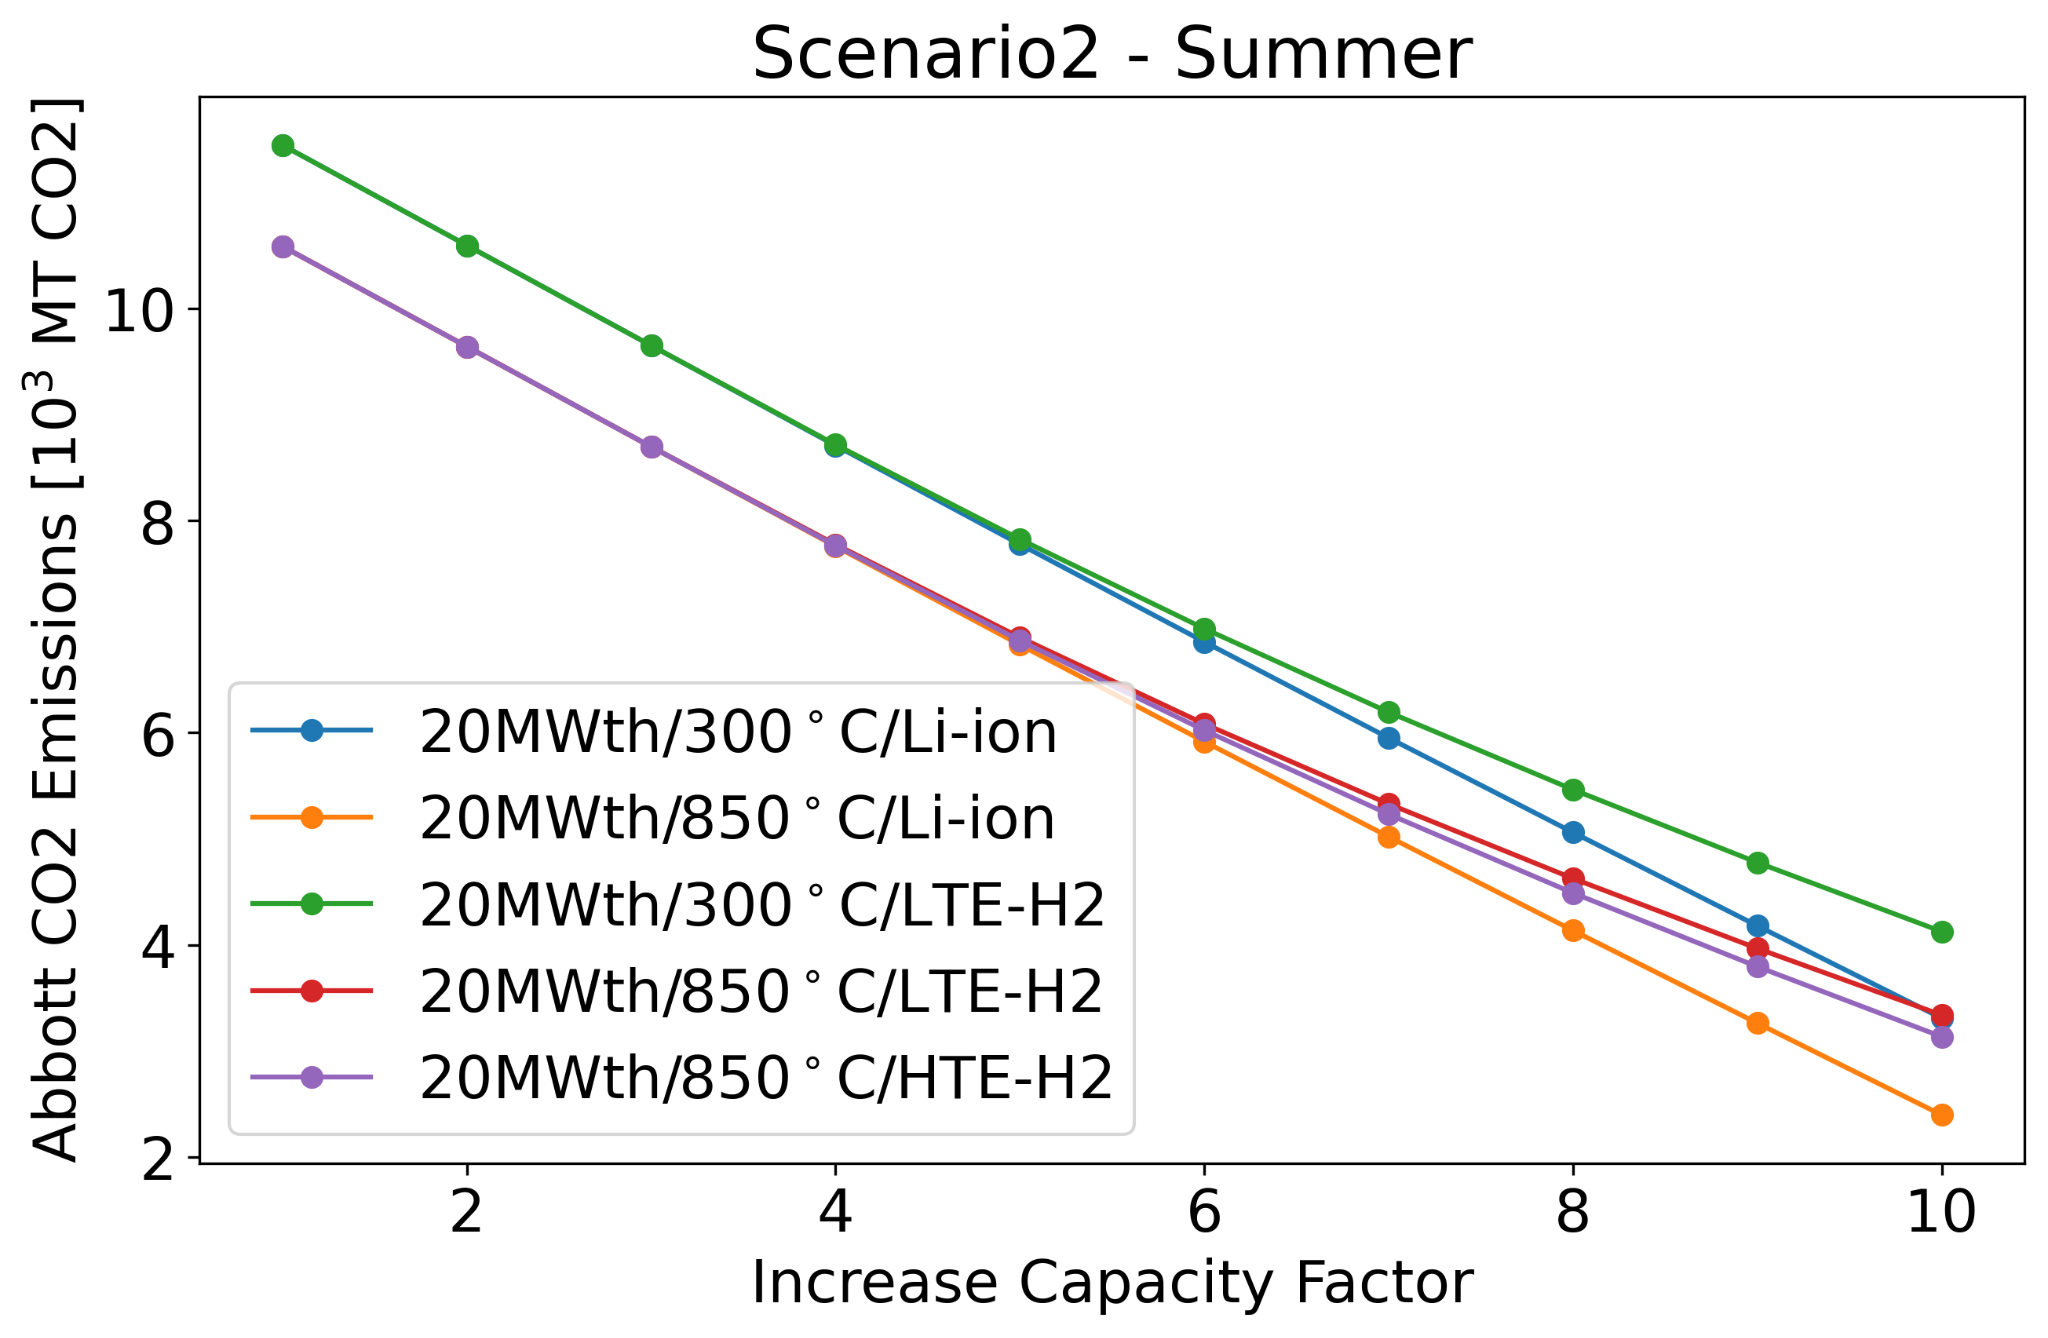 Scenario2 - Summer
Abbott CO2 Emissions [10³ MT CO2]
10
8
6
4
2
20MWth/300°C/Li-ion
20MWth/850°C/Li-ion
20MWth/300°C/LTE-H2
20MWth/850°C/LTE-H2
20MWth/850°C/HTE-H2
2 4 6 8 10
Increase Capacity Factor